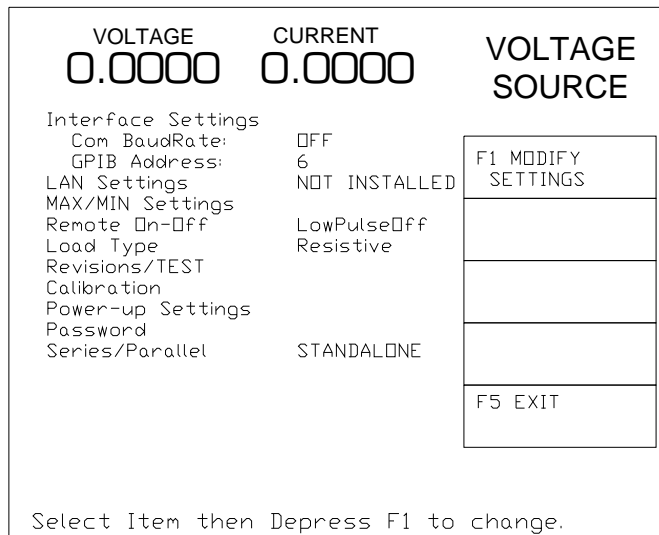 VOLTAGE CURRENT
0.0000 0.0000
VOLTAGE
SOURCE
Interface Settings
Com BaudRate: OFF
GPIB Address: 6
LAN Settings NOT INSTALLED
MAX/MIN Settings
Remote On-Off LowPulseOff
Load Type Resistive
Revisions/TEST
Calibration
Power-up Settings
Password
Series/Parallel STANDALONE
F1 MODIFY
SETTINGS
F5 EXIT
Select Item then Depress F1 to change.